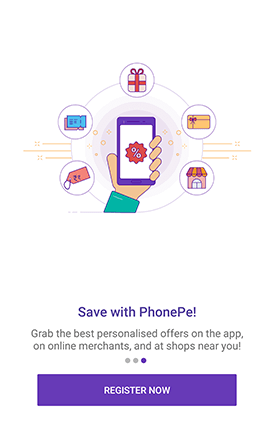 Save with PhonePe!
Grab the best personalised offers on the app,
on online merchants, and at shops near you!
REGISTER NOW